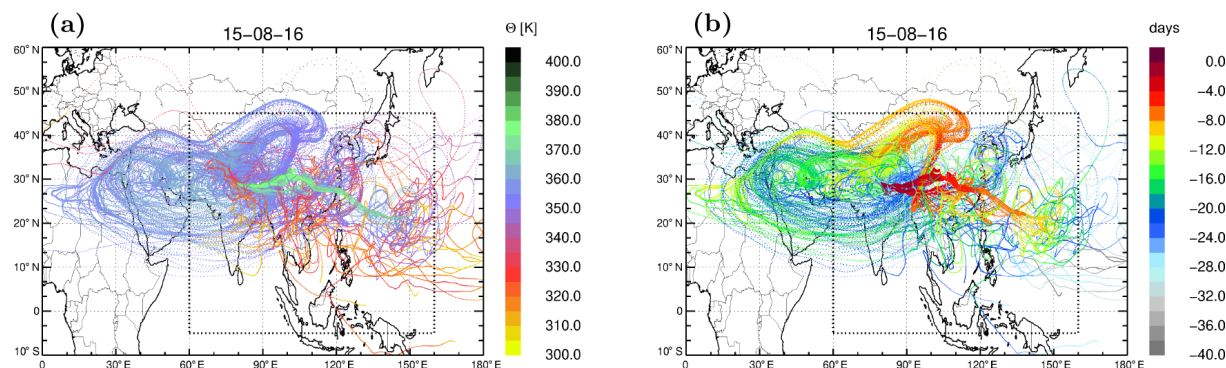 (a)
15-08-16
Θ [K]
60° N
50° N
40° N
30° N
20° N
10° N
0
10° S
0
30° E
60° E
90° E
120° E
150° E
180° E
400.0
390.0
380.0
370.0
360.0
350.0
340.0
330.0
320.0
310.0
300.0
(b)
15-08-16
days
60° N
50° N
40° N
30° N
20° N
10° N
0
10° S
0
30° E
60° E
90° E
120° E
150° E
180° E
0.0
-4.0
-8.0
-12.0
-16.0
-20.0
-24.0
-28.0
-32.0
-36.0
-40.0